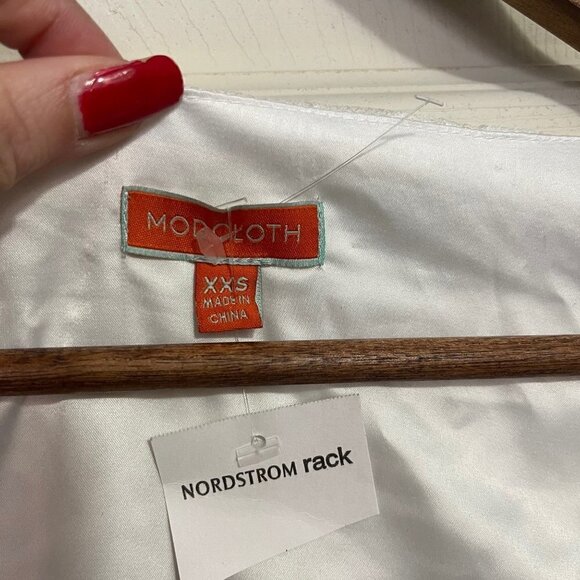 MODCLOTH
XXS
MADE IN
CHINA
NORDSTROM rack